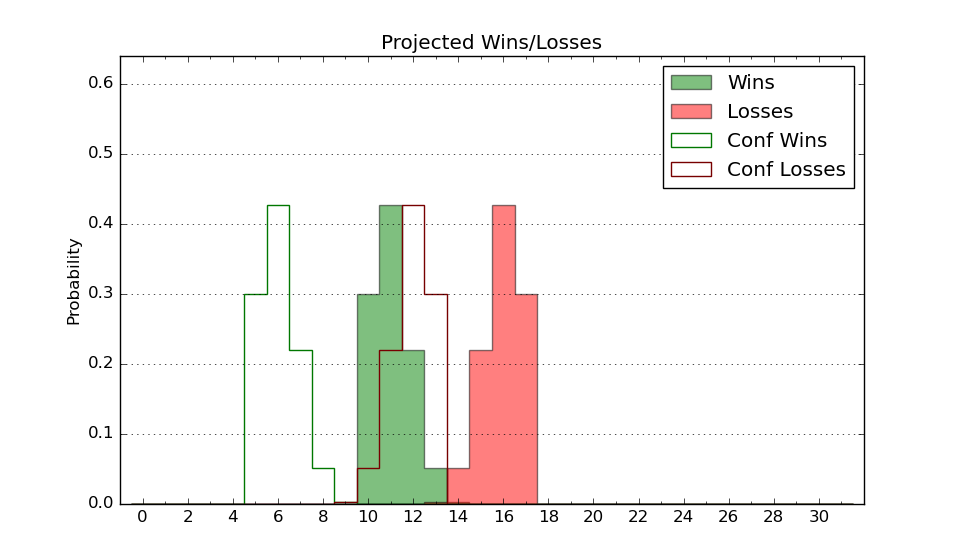 Projected Wins/Losses
0.6
0.5
0.4
0.3
0.2
0.1
0.0
Probability
Wins
Losses
Conf Wins
Conf Losses
0 2 4 6 8 10 12 14 16 18 20 22 24 26 28 30